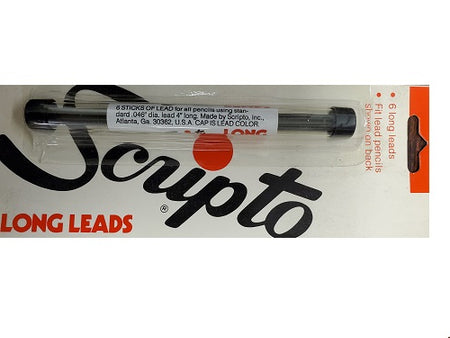 6 STICKS OF LEAD for all pencils using stan-
dard .046" dia. lead 4" long. Made by Scripto, Inc.,
Atlanta, Ga. 30362, U.S.A. CAP IS LEAD COLOR
LONG
Scripto®
LONG LEADS
• 6 long leads
• Fit lead pencils
shown on back